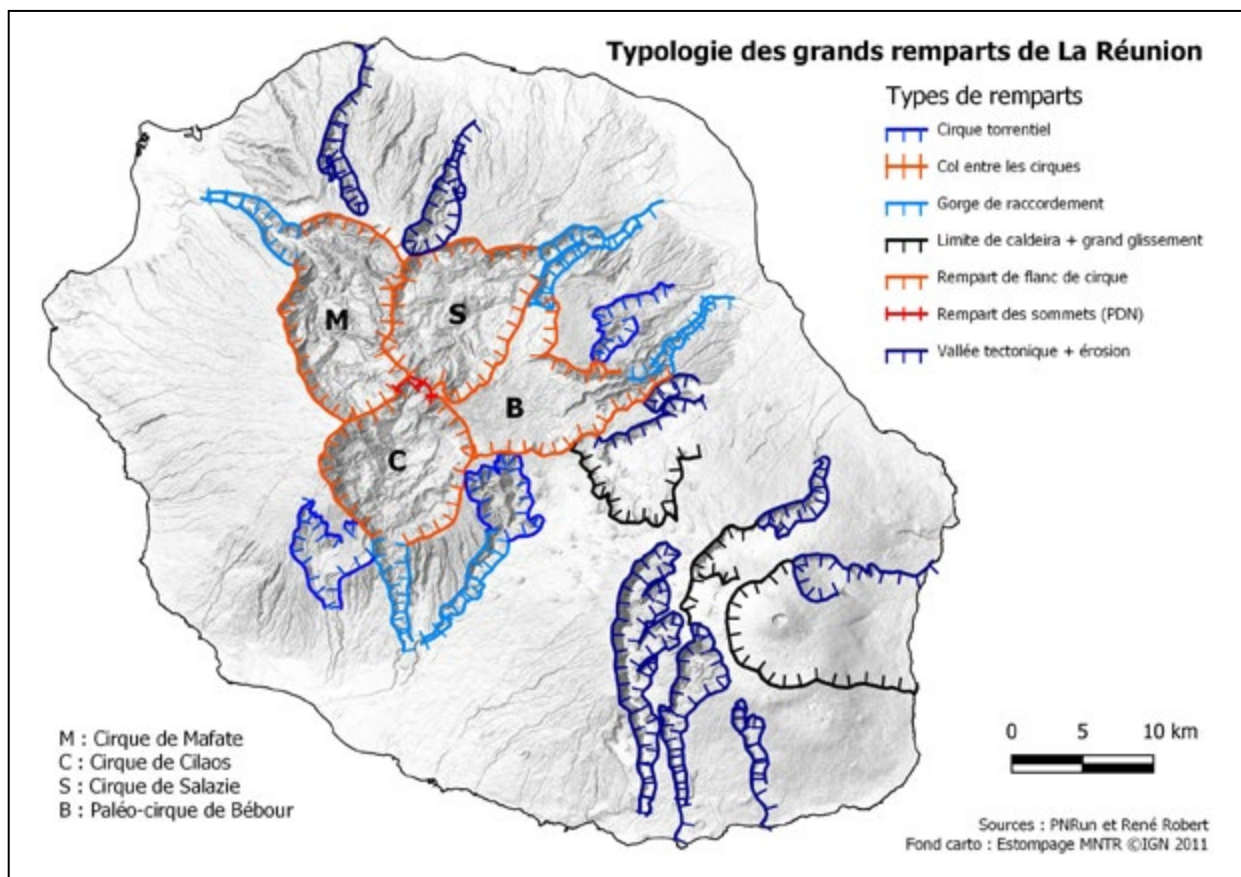 Typologie des grands remparts de La Réunion
Types de remparts
Cirque torrentiel
Col entre les cirques
Gorge de raccordement
Limite de caldeira + grand glissement
Rempart de flanc de cirque
Rempart des sommets (PDN)
Vallée tectonique + érosion
M
S
B
C
M : Cirque de Mafate
C : Cirque de Cilaos
S : Cirque de Salazie
B : Paléo-cirque de Bébour
0 5 10 km
Sources : PNRun et René Robert
Fond carto : Estompage MNTR ©IGN 2011